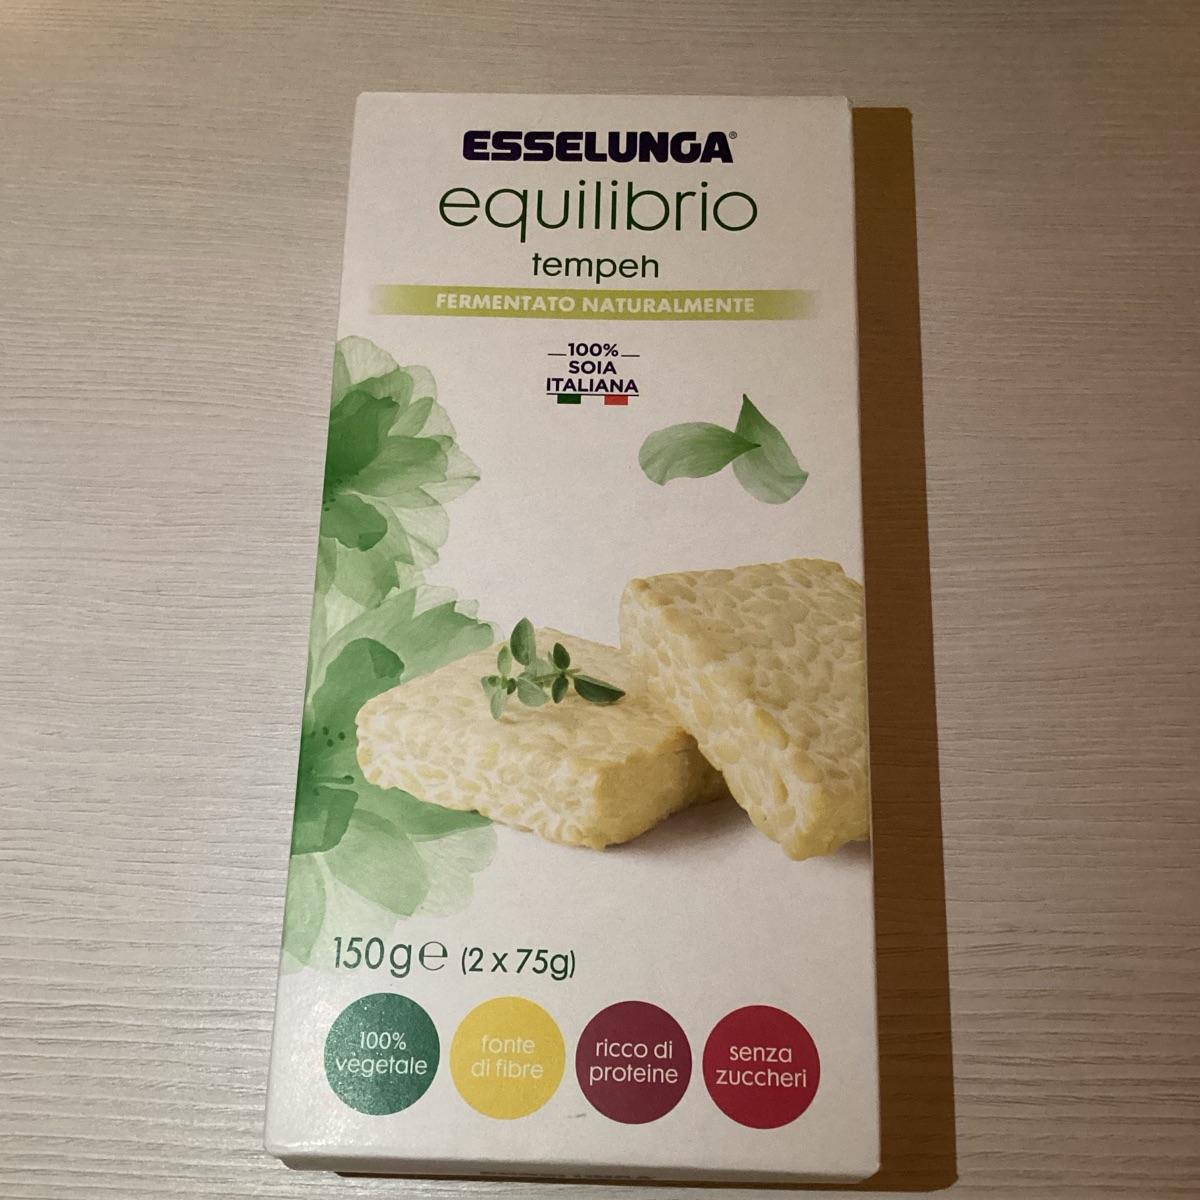 ESSELUNGA®
equilibrio
tempeh
FERMENTATO NATURALMENTE
100%
SOIA
ITALIANA
150g℮ (2 x 75g)
100%
vegetale
fonte
di fibre
ricco di
proteine
senza
zuccheri